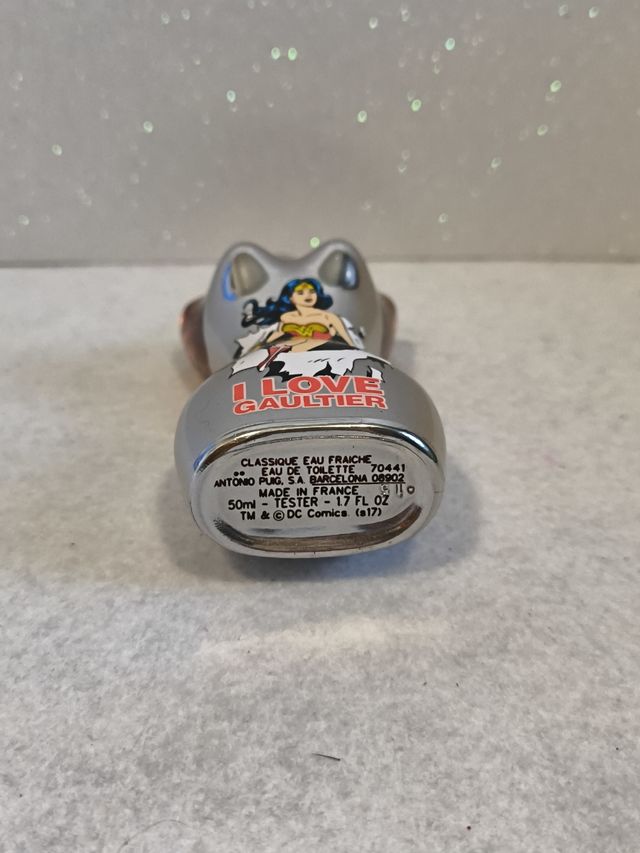 I LOVE
GAULTIER
CLASSIQUE EAU FRAICHE
EAU DE TOILETTE 70441
ANTONIO PUIG, S.A. BARCELONA 08902
MADE IN FRANCE
50ml - TESTER - 1.7 FL OZ
TM & © DC Comics. (s17)